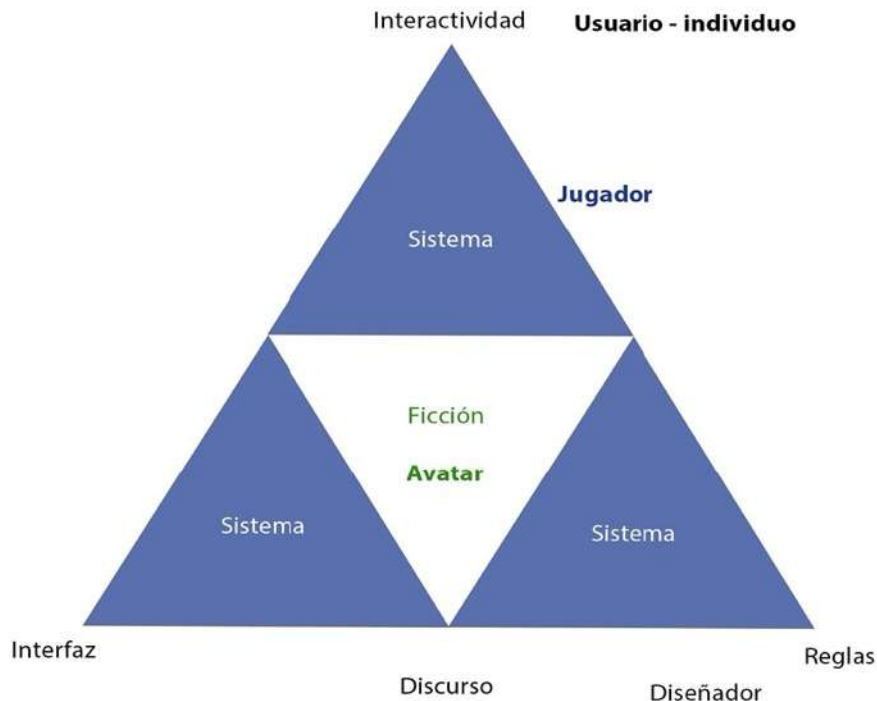 Interactividad
Usuario - individuo
Jugador
Sistema
Ficción
Avatar
Sistema
Sistema
Interfaz
Reglas
Discurso
Diseñador